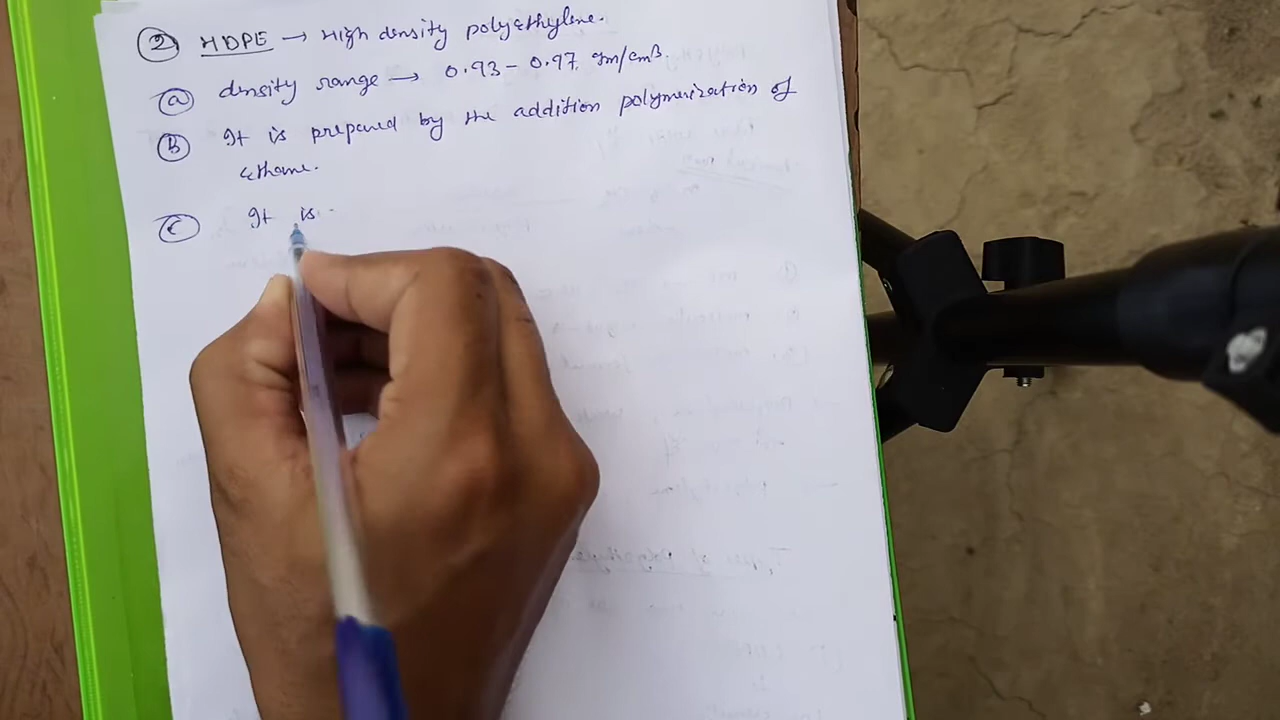 ② HDPE → High density polyethylene.
ⓐ density range → 0.93 - 0.97 gm/cm3.
ⓑ It is prepared by the addition polymerization of
ethane.
ⓒ It is